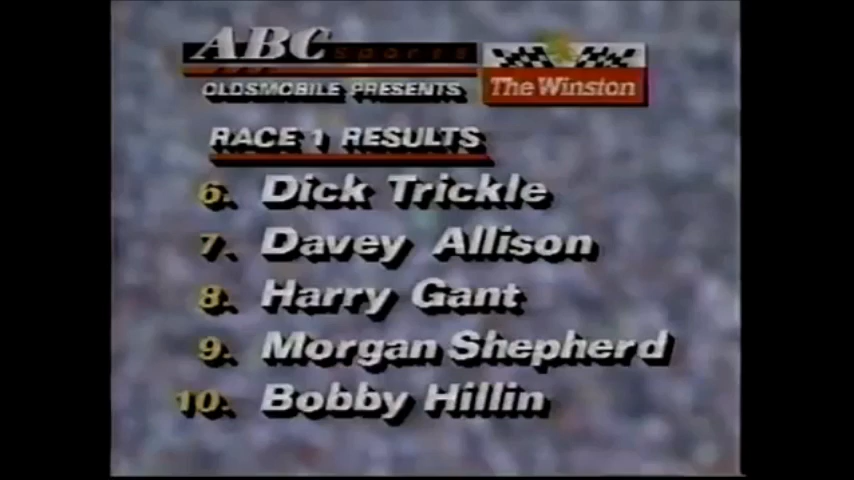 ABC Sports
The Winston
OLDSMOBILE PRESENTS
RACE 1 RESULTS
6. Dick Trickle
7. Davey Allison
8. Harry Gant
9. Morgan Shepherd
10. Bobby Hillin